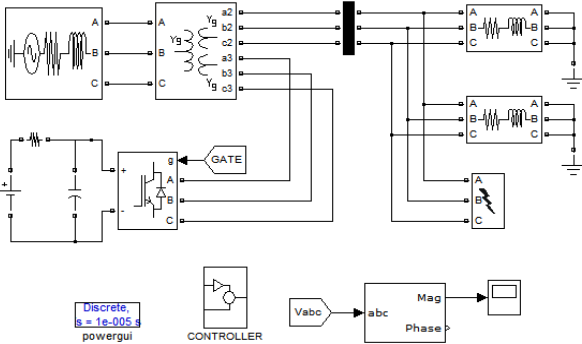 A
B
C
A
B
C
Yg
Yg
Yg
a2
b2
c2
a3
b3
c3
A
B
C
A
B
C
A
B
C
A
B
C
A
B
C
+
+
-
g
A
B
C
GATE
Discrete,
s = 1e-005 s
powergui
CONTROLLER
Vabc
abc
Mag
Phase